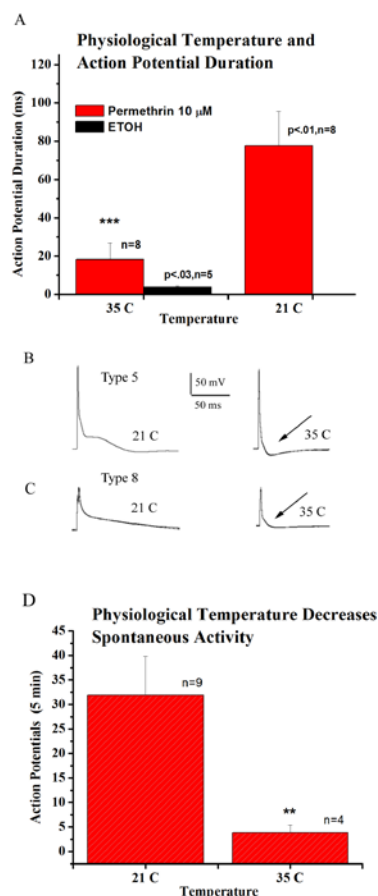 A
Physiological Temperature and
Action Potential Duration
120
100
80
60
40
20
0
Action Potential Duration (ms)
Permethrin 10 μM
ETOH
p<.01,n=8
***
n=8
p<.03,n=5
35 C
21 C
Temperature
B
Type 5
50 mV
50 ms
21 C
35 C
C
Type 8
21 C
35 C
D
Physiological Temperature Decreases
Spontaneous Activity
45
40
35
30
25
20
15
10
5
0
Action Potentials (5 min)
n=9
**
n=4
21 C
35 C
Temperature